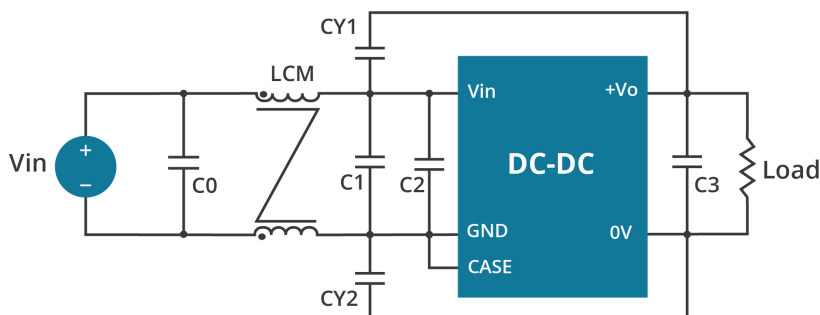 CY1
LCM
Vin
+
−
C0
C1
C2
Vin
+Vo
DC-DC
GND
0V
CASE
C3
Load
CY2